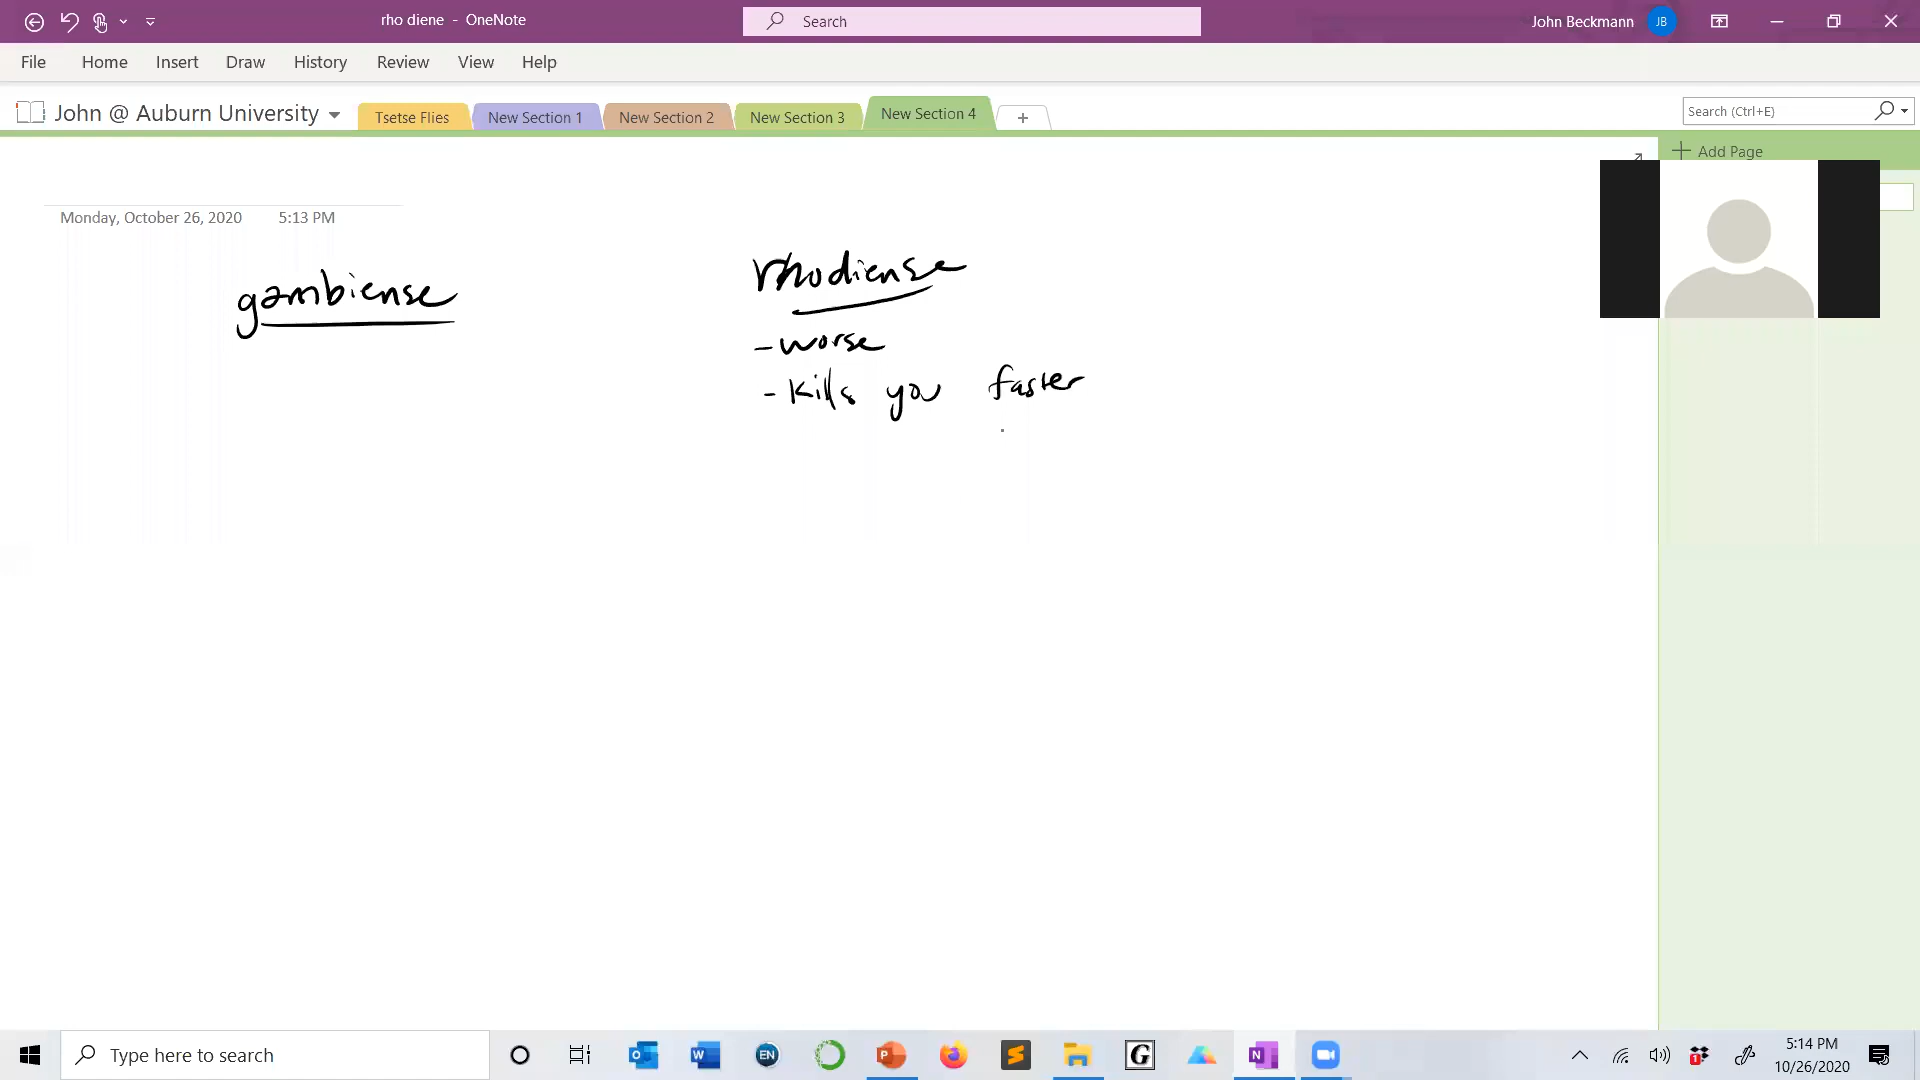 rho diene - OneNote
Search
John Beckmann JB
File Home Insert Draw History Review View Help
John @ Auburn University
Tsetse Flies New Section 1 New Section 2 New Section 3 New Section 4 +
Search (Ctrl+E)
Add Page
Monday, October 26, 2020 5:13 PM
gambiense
rhodiense
- worse
- kills you faster
Type here to search
EN
G
5:14 PM
10/26/2020